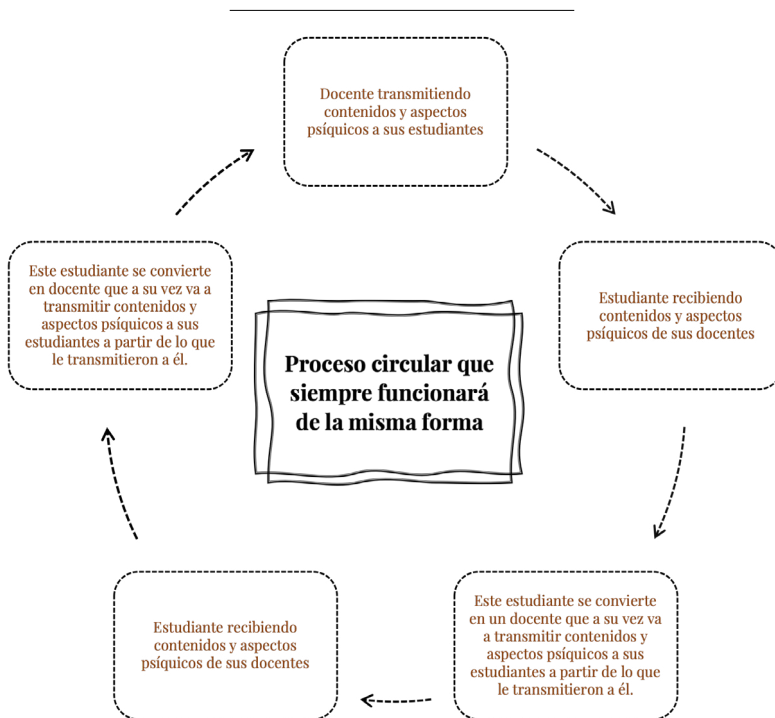 Docente transmitiendo
contenidos y aspectos
psíquicos a sus estudiantes
Estudiante recibiendo
contenidos y aspectos
psíquicos de sus docentes
Este estudiante se convierte
en un docente que a su vez va
a transmitir contenidos y
aspectos psíquicos a sus
estudiantes a partir de lo que
le transmitieron a él.
Estudiante recibiendo
contenidos y aspectos
psíquicos de sus docentes
Este estudiante se convierte
en docente que a su vez va a
transmitir contenidos y
aspectos psíquicos a sus
estudiantes a partir de lo que
le transmitieron a él.
Proceso circular que
siempre funcionará
de la misma forma